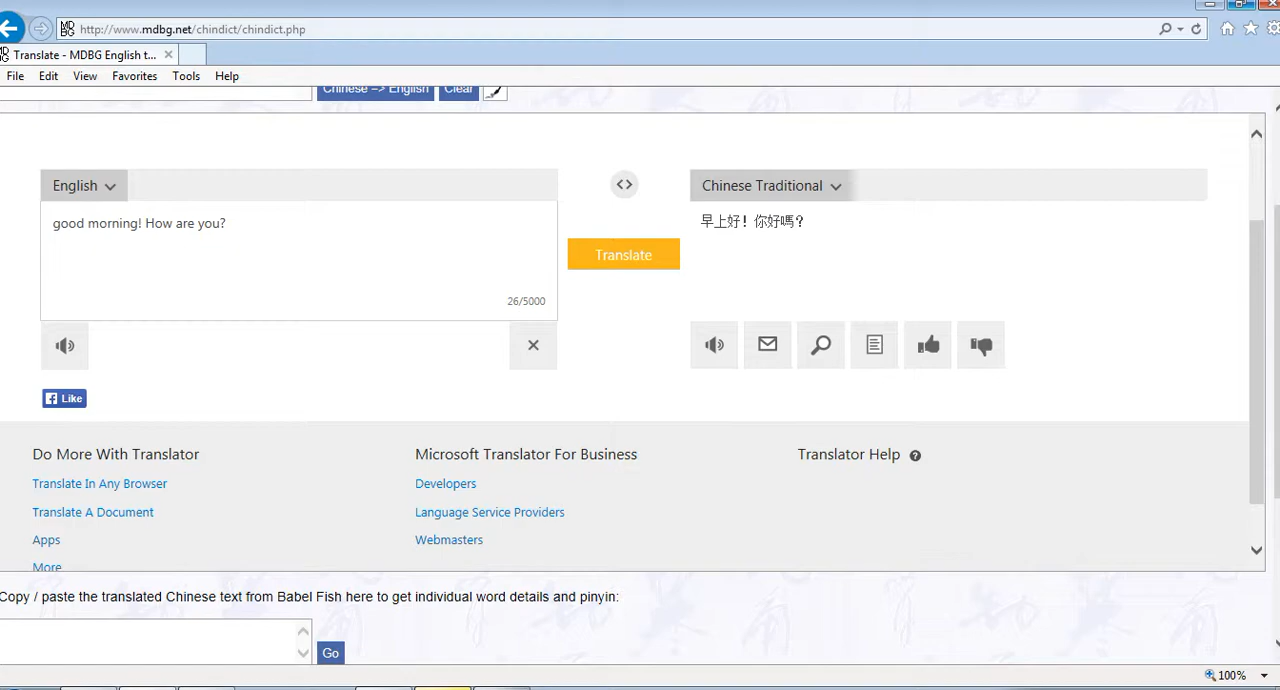 http://www.mdbg.net/chindict/chindict.php
Translate - MDBG English t...
File Edit View Favorites Tools Help
Chinese -> English Clear
English
Chinese Traditional
good morning! How are you?
早上好！你好嗎？
Translate
26/5000
Like
Do More With Translator
Microsoft Translator For Business
Translator Help
Translate In Any Browser
Developers
Translate A Document
Language Service Providers
Apps
Webmasters
More
Copy / paste the translated Chinese text from Babel Fish here to get individual word details and pinyin:
Go
100%